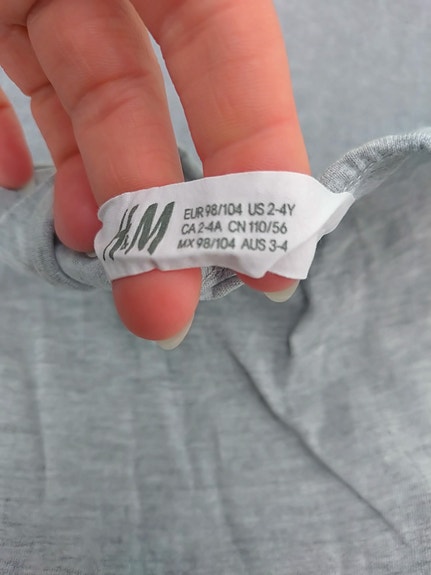 H&M
EUR 98/104 US 2-4Y
CA 2-4A CN 110/56
MX 98/104 AUS 3-4